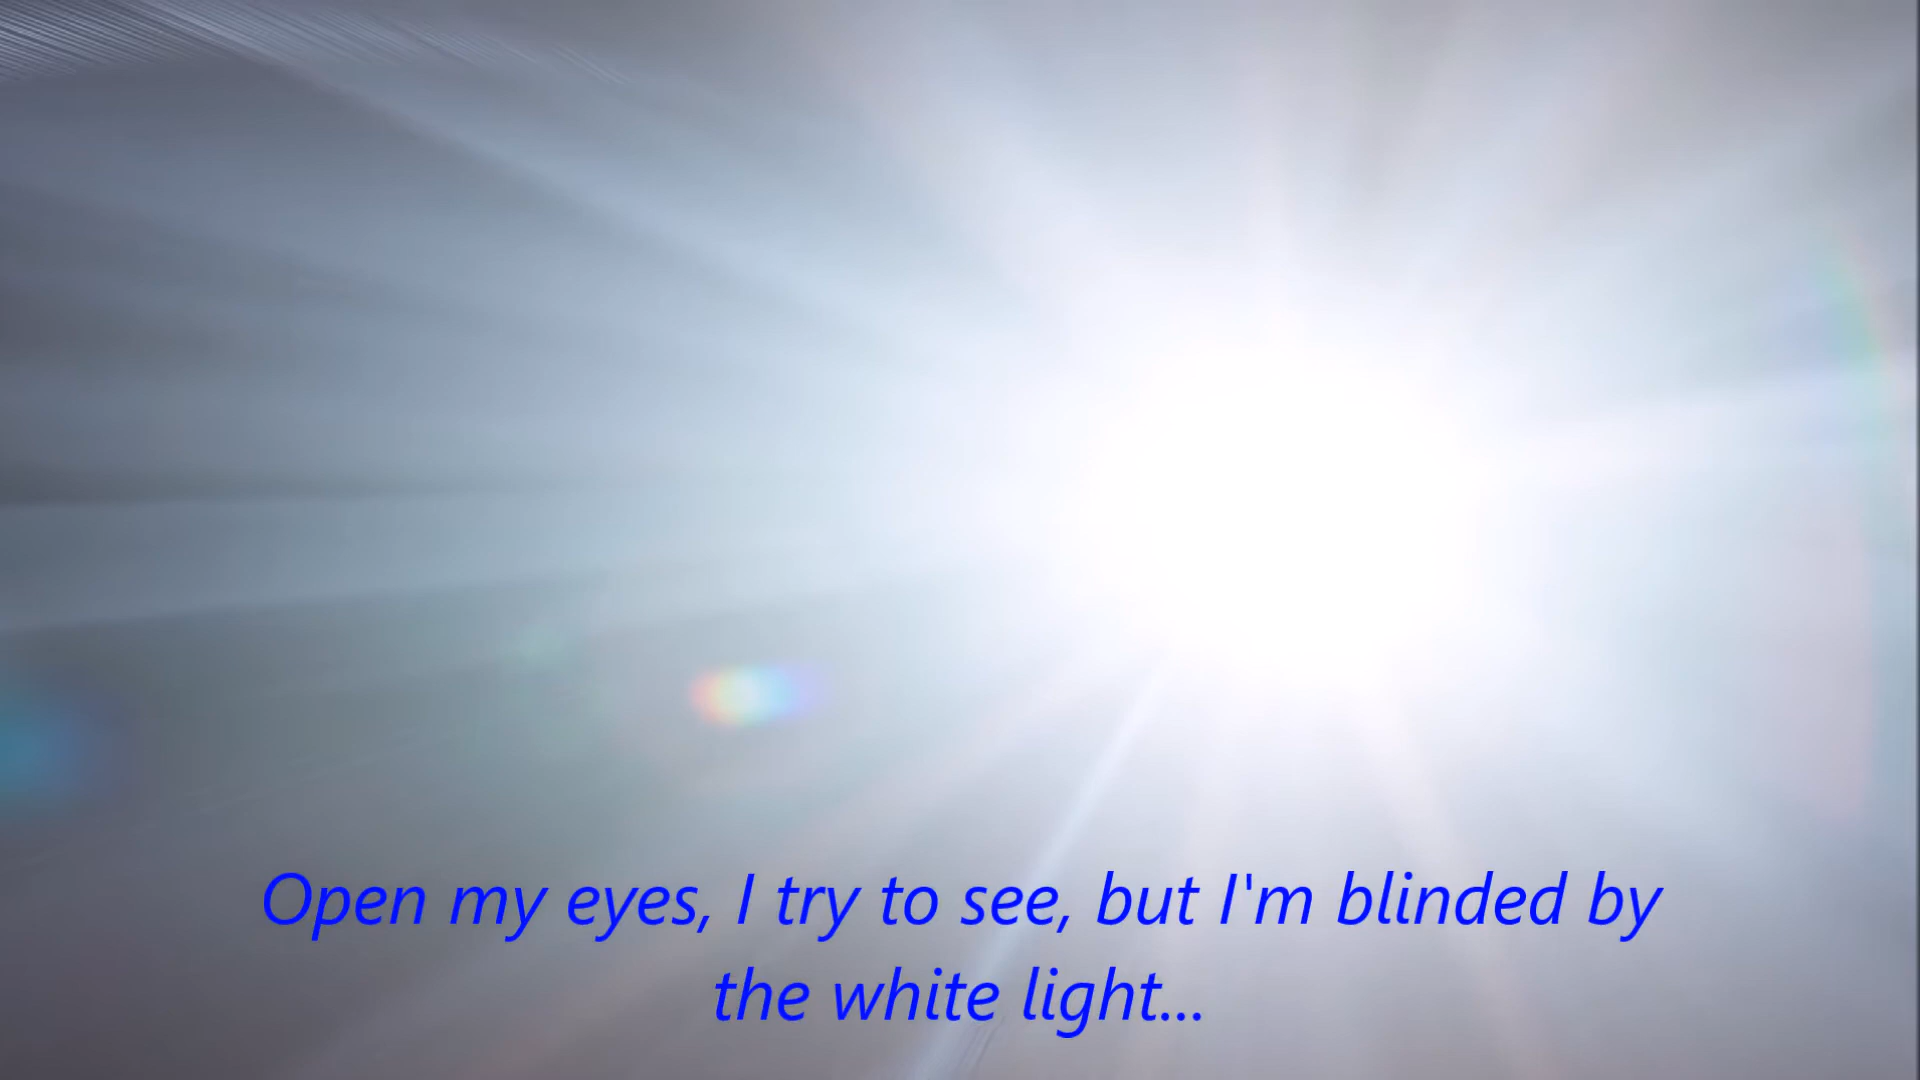 Open my eyes, I try to see, but I'm blinded by
the white light...